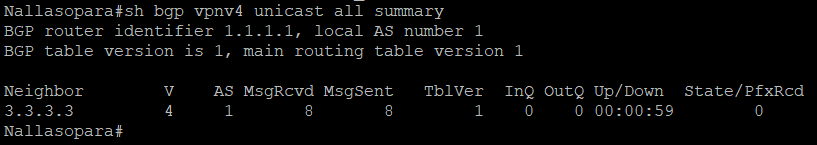 Nallasopara#sh bgp vpnv4 unicast all summary
BGP router identifier 1.1.1.1, local AS number 1
BGP table version is 1, main routing table version 1
Neighbor V AS MsgRcvd MsgSent TblVer InQ OutQ Up/Down State/PfxRcd
3.3.3.3 4 1 8 8 1 0 0 00:00:59 0
Nallasopara#